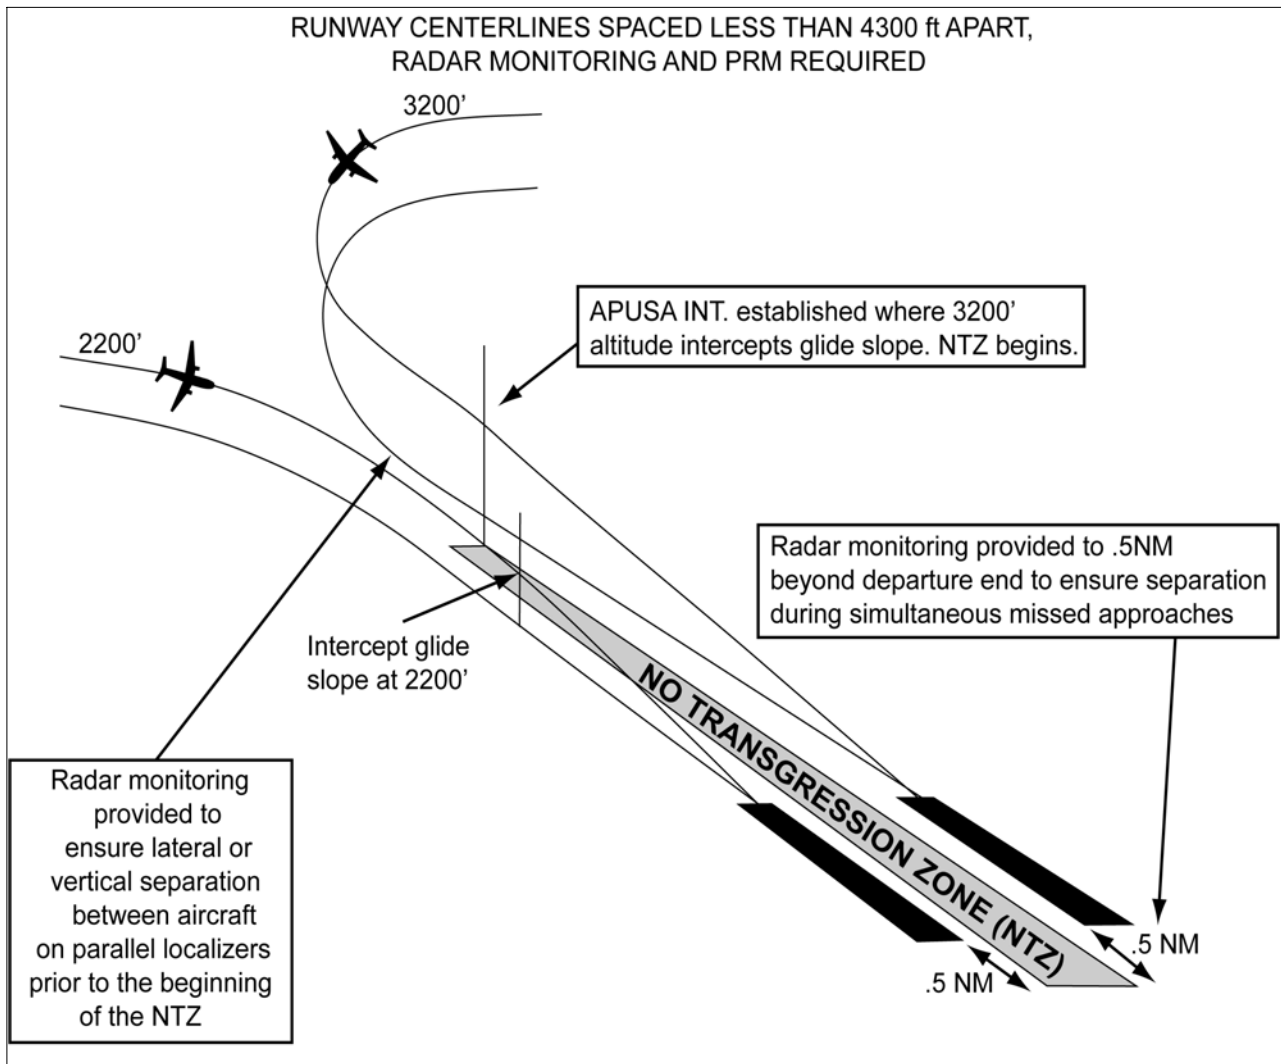 RUNWAY CENTERLINES SPACED LESS THAN 4300 ft APART,
RADAR MONITORING AND PRM REQUIRED
3200’
2200’
APUSA INT. established where 3200’
altitude intercepts glide slope. NTZ begins.
Radar monitoring provided to .5NM
beyond departure end to ensure separation
during simultaneous missed approaches
Intercept glide
slope at 2200’
NO TRANSGRESSION ZONE (NTZ)
Radar monitoring
provided to
ensure lateral or
vertical separation
between aircraft
on parallel localizers
prior to the beginning
of the NTZ
.5 NM
.5 NM